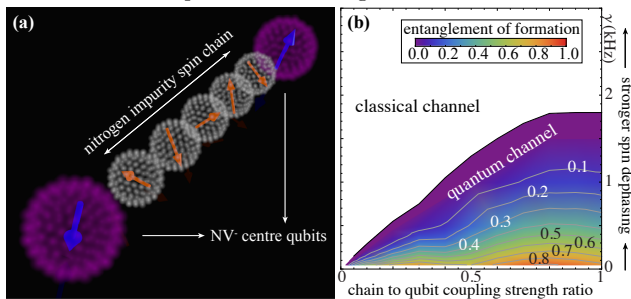 (a)
nitrogen impurity spin chain
NV⁻ centre qubits
(b)
entanglement of formation
0.0 0.2 0.4 0.6 0.8 1.0
classical channel
quantum channel
0.1
0.2
0.3
0.4
0.5
0.6
0.7
0.8
γ (kHz)
2
1
0
stronger spin dephasing
0 0.5 1
chain to qubit coupling strength ratio